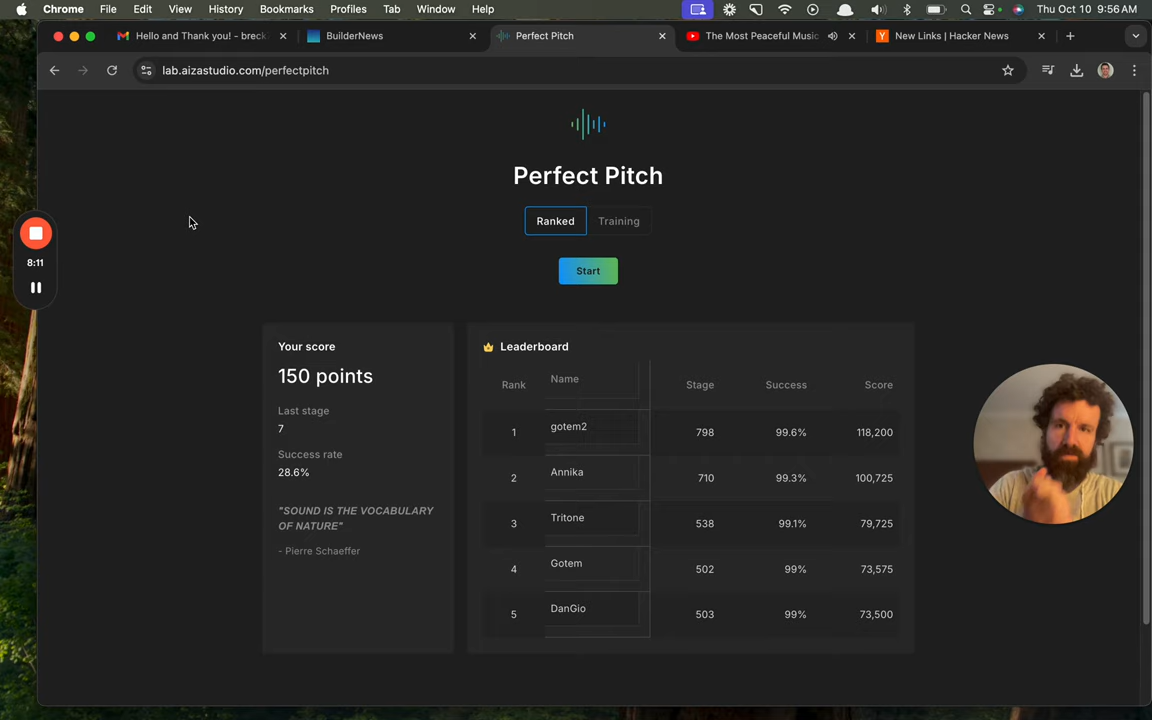 Chrome File Edit View History Bookmarks Profiles Tab Window Help Thu Oct 10 9:56 AM
Hello and Thank you! - breck BuilderNews Perfect Pitch The Most Peaceful Music New Links | Hacker News
lab.aizastudio.com/perfectpitch
Perfect Pitch
Ranked Training
Start
8:11
Your score
150 points
Last stage
7
Success rate
28.6%
"SOUND IS THE VOCABULARY
OF NATURE"
- Pierre Schaeffer
Leaderboard
Rank Name Stage Success Score
1 gotem2 798 99.6% 118,200
2 Annika 710 99.3% 100,725
3 Tritone 538 99.1% 79,725
4 Gotem 502 99% 73,575
5 DanGio 503 99% 73,500